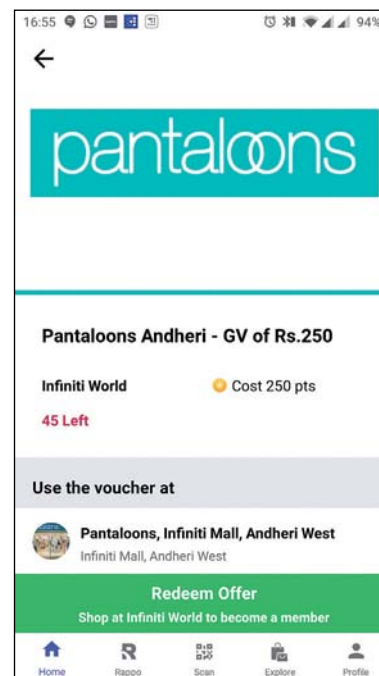 16:55 94%
pantaloons
Pantaloons Andheri - GV of Rs.250
Infiniti World Cost 250 pts
45 Left
Use the voucher at
Pantaloons, Infiniti Mall, Andheri West
Infiniti Mall, Andheri West
Redeem Offer
Shop at Infiniti World to become a member
Home Rappo Scan Explore Profile